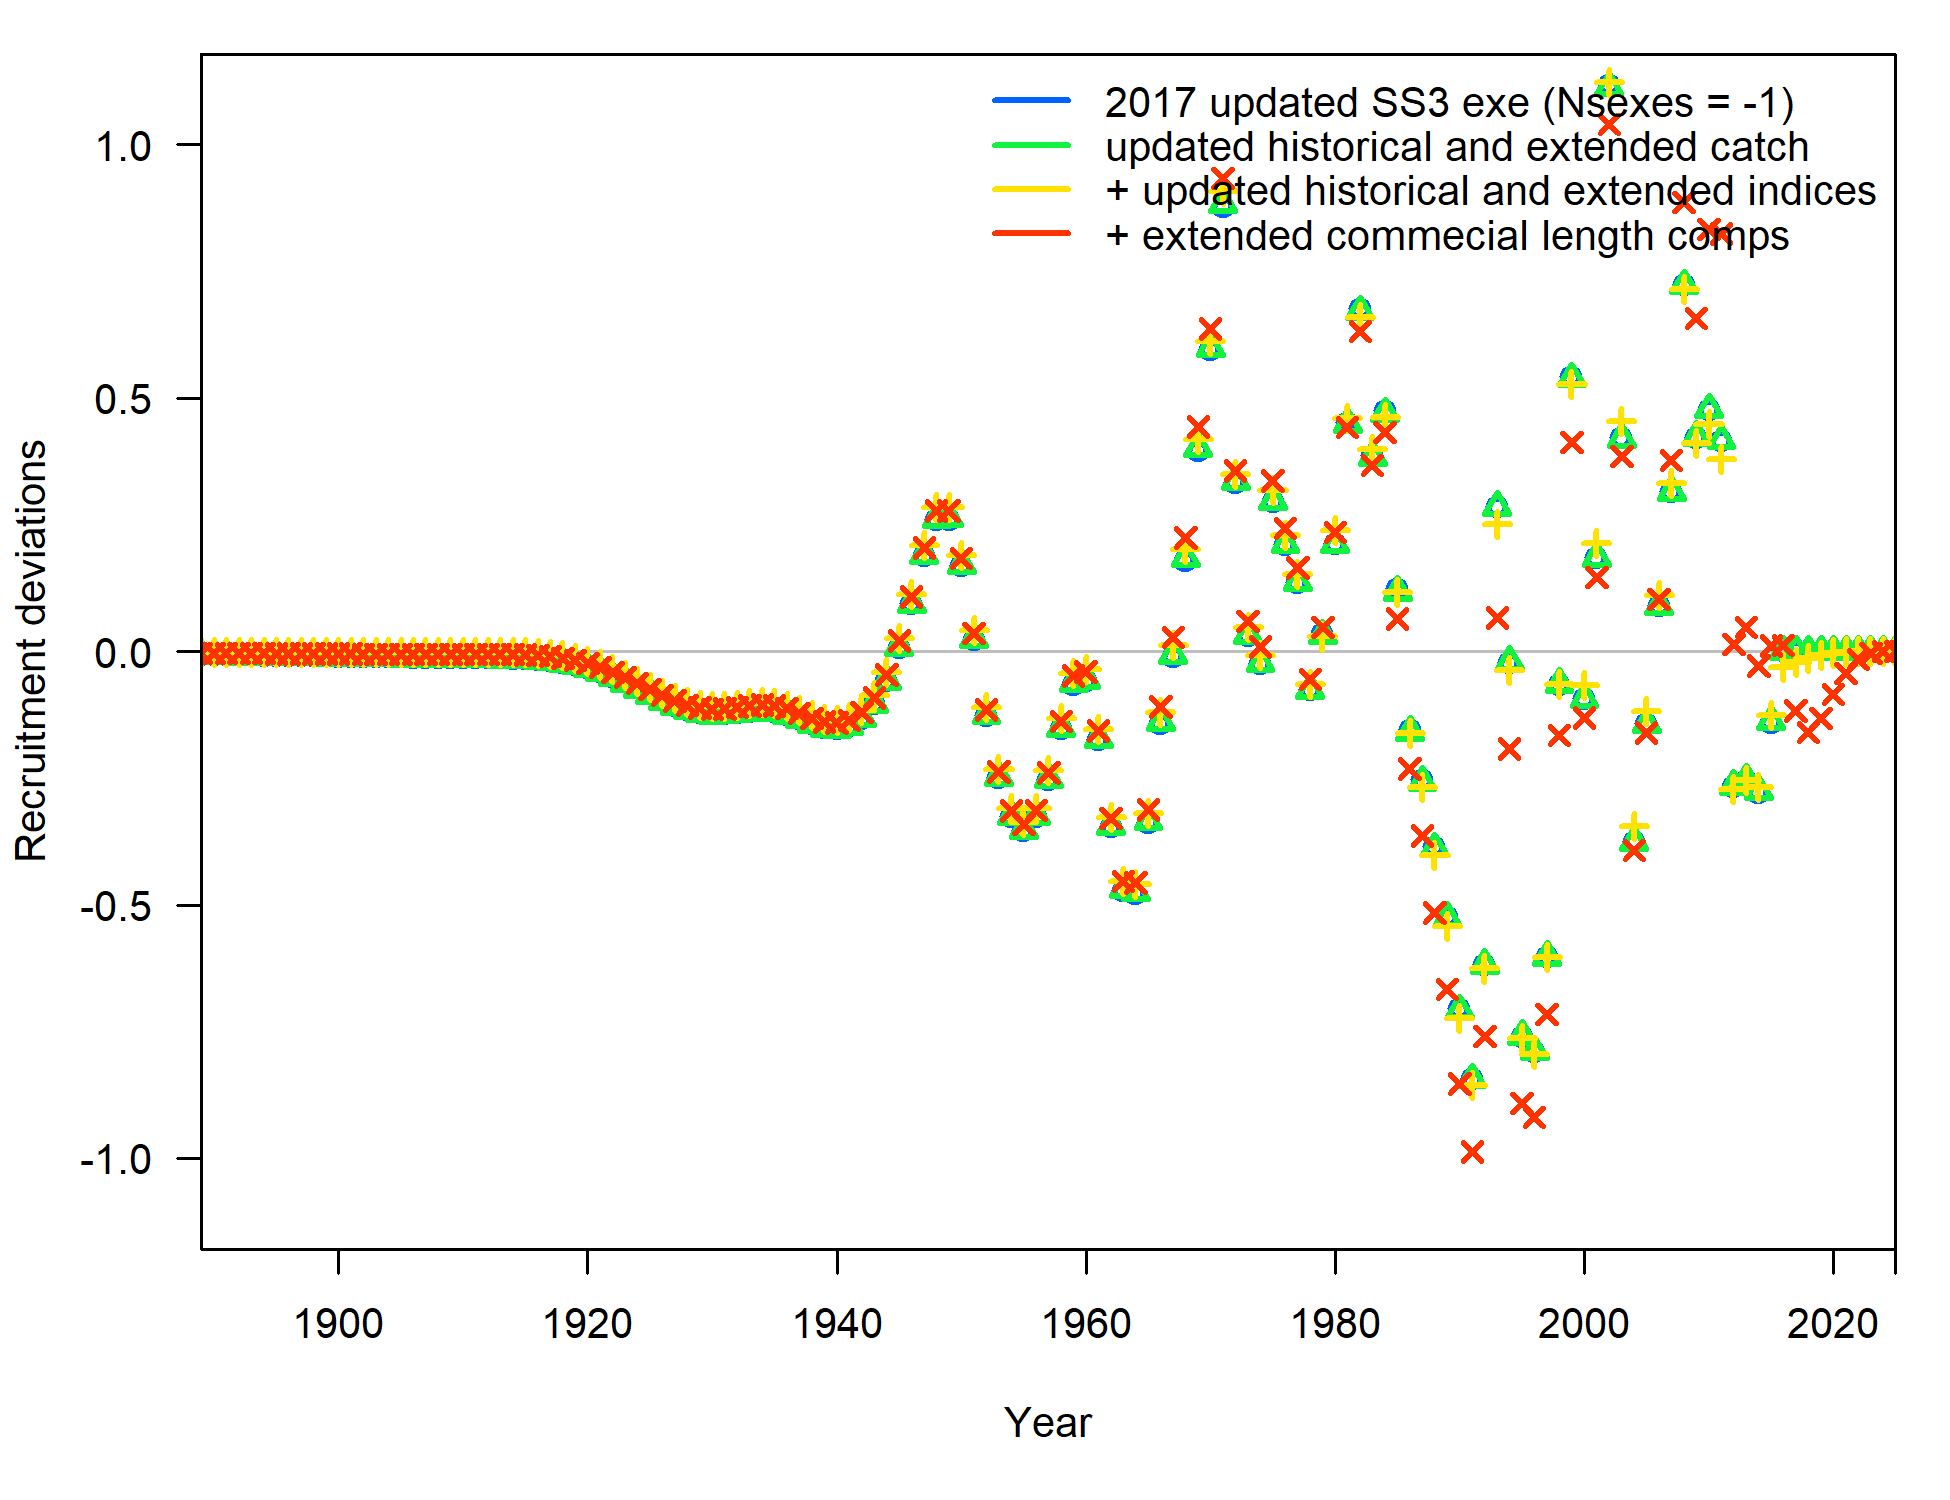 2017 updated SS3 exe (Nsexes = -1)
updated historical and extended catch
+ updated historical and extended indices
+ extended commecial length comps
1.0
0.5
0.0
-0.5
-1.0
Recruitment deviations
1900 1920 1940 1960 1980 2000 2020
Year